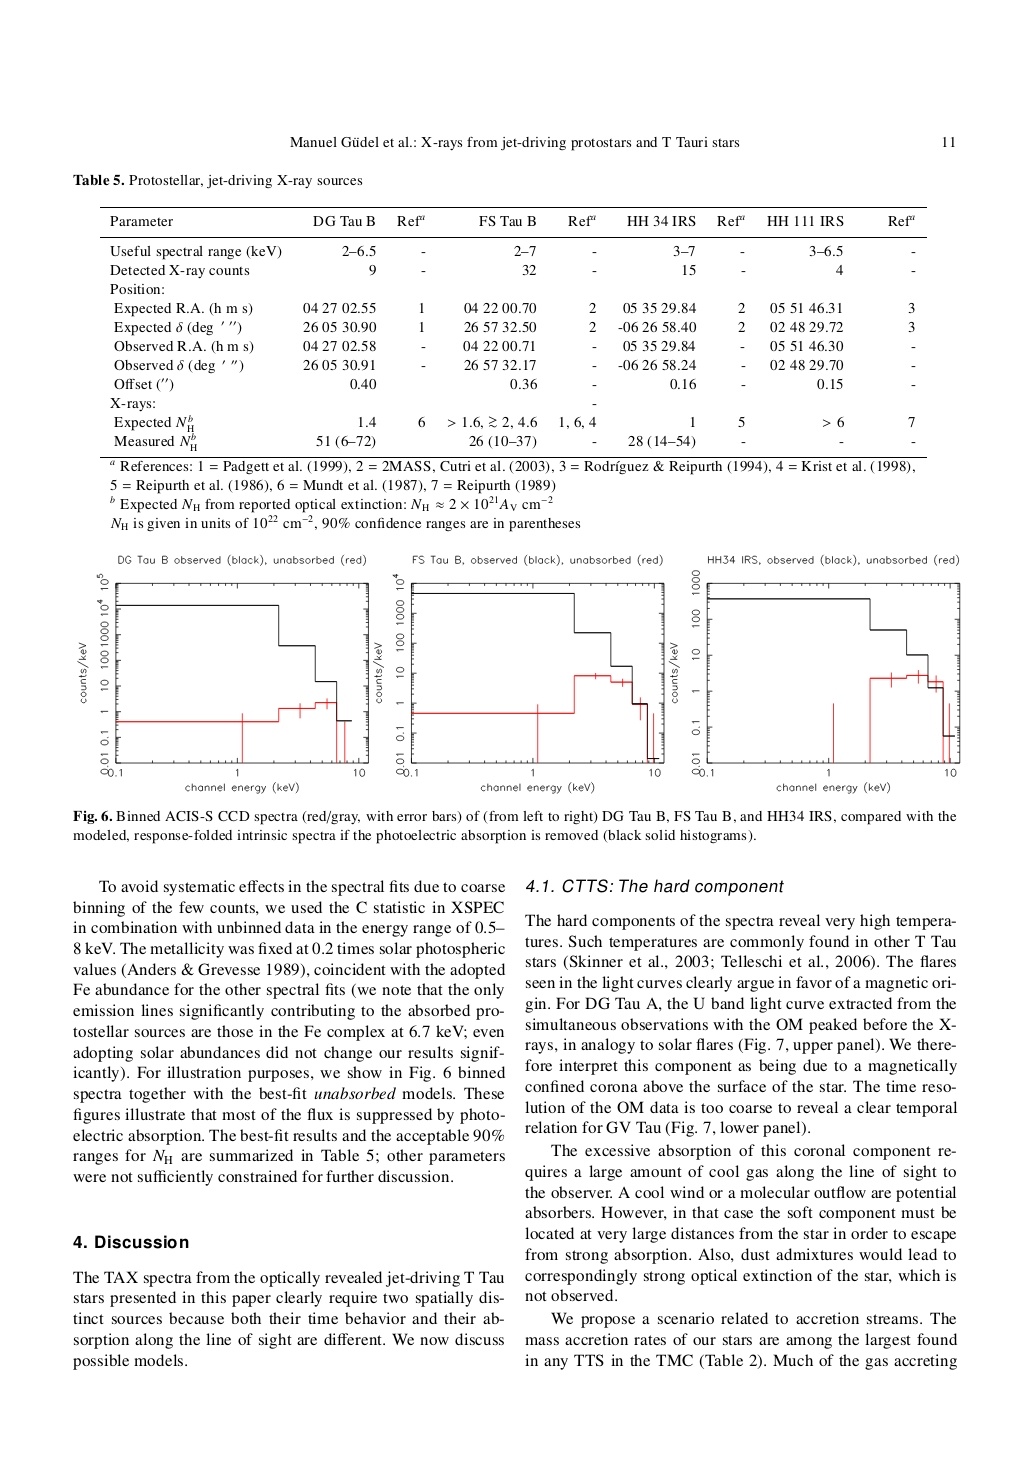 Manuel Güdel et al.: X-rays from jet-driving protostars and T Tauri stars 11
Table 5. Protostellar, jet-driving X-ray sources
Parameter DG Tau B Ref^a FS Tau B Ref^a HH 34 IRS Ref^a HH 111 IRS Ref^a
Useful spectral range (keV) 2–6.5 - 2–7 - 3–7 - 3–6.5 -
Detected X-ray counts 9 - 32 - 15 - 4 -
Position:
Expected R.A. (h m s) 04 27 02.55 1 04 22 00.70 2 05 35 29.84 2 05 51 46.31 3
Expected δ (deg ′ ′′) 26 05 30.90 1 26 57 32.50 2 -06 26 58.40 2 02 48 29.72 3
Observed R.A. (h m s) 04 27 02.58 - 04 22 00.71 - 05 35 29.84 - 05 51 46.30 -
Observed δ (deg ′ ″) 26 05 30.91 - 26 57 32.17 - -06 26 58.24 - 02 48 29.70 -
Offset (′′) 0.40 0.36 - 0.16 - 0.15 -
X-rays: -
Expected N_H^b 1.4 6 > 1.6, ≳ 2, 4.6 1, 6, 4 1 5 > 6 7
Measured N_H^b 51 (6–72) 26 (10–37) - 28 (14–54) - - -
^a References: 1 = Padgett et al. (1999), 2 = 2MASS, Cutri et al. (2003), 3 = Rodríguez & Reipurth (1994), 4 = Krist et al. (1998),
5 = Reipurth et al. (1986), 6 = Mundt et al. (1987), 7 = Reipurth (1989)
^b Expected N_H from reported optical extinction: N_H ≈ 2 × 10^21 A_V cm^−2
N_H is given in units of 10^22 cm^−2, 90% confidence ranges are in parentheses
DG Tau B observed (black), unabsorbed (red)
counts/keV
0 0.01 0.1 1 10 100 1000 10^4 10^5
0.1 1 10
channel energy (keV)
FS Tau B, observed (black), unabsorbed (red)
counts/keV
0 0.01 0.1 1 10 100 1000 10^4
0.1 1 10
channel energy (keV)
HH34 IRS, observed (black), unabsorbed (red)
counts/keV
0 0.01 0.1 1 10 100 1000
0.1 1 10
channel energy (keV)
Fig. 6. Binned ACIS-S CCD spectra (red/gray, with error bars) of (from left to right) DG Tau B, FS Tau B, and HH34 IRS, compared with the
modeled, response-folded intrinsic spectra if the photoelectric absorption is removed (black solid histograms).
To avoid systematic effects in the spectral fits due to coarse
binning of the few counts, we used the C statistic in XSPEC
in combination with unbinned data in the energy range of 0.5–
8 keV. The metallicity was fixed at 0.2 times solar photospheric
values (Anders & Grevesse 1989), coincident with the adopted
Fe abundance for the other spectral fits (we note that the only
emission lines significantly contributing to the absorbed pro-
tostellar sources are those in the Fe complex at 6.7 keV; even
adopting solar abundances did not change our results signif-
icantly). For illustration purposes, we show in Fig. 6 binned
spectra together with the best-fit unabsorbed models. These
figures illustrate that most of the flux is suppressed by photo-
electric absorption. The best-fit results and the acceptable 90%
ranges for N_H are summarized in Table 5; other parameters
were not sufficiently constrained for further discussion.
4. Discussion
The TAX spectra from the optically revealed jet-driving T Tau
stars presented in this paper clearly require two spatially dis-
tinct sources because both their time behavior and their ab-
sorption along the line of sight are different. We now discuss
possible models.
4.1. CTTS: The hard component
The hard components of the spectra reveal very high tempera-
tures. Such temperatures are commonly found in other T Tau
stars (Skinner et al., 2003; Telleschi et al., 2006). The flares
seen in the light curves clearly argue in favor of a magnetic ori-
gin. For DG Tau A, the U band light curve extracted from the
simultaneous observations with the OM peaked before the X-
rays, in analogy to solar flares (Fig. 7, upper panel). We there-
fore interpret this component as being due to a magnetically
confined corona above the surface of the star. The time reso-
lution of the OM data is too coarse to reveal a clear temporal
relation for GV Tau (Fig. 7, lower panel).
The excessive absorption of this coronal component re-
quires a large amount of cool gas along the line of sight to
the observer. A cool wind or a molecular outflow are potential
absorbers. However, in that case the soft component must be
located at very large distances from the star in order to escape
from strong absorption. Also, dust admixtures would lead to
correspondingly strong optical extinction of the star, which is
not observed.
We propose a scenario related to accretion streams. The
mass accretion rates of our stars are among the largest found
in any TTS in the TMC (Table 2). Much of the gas accreting